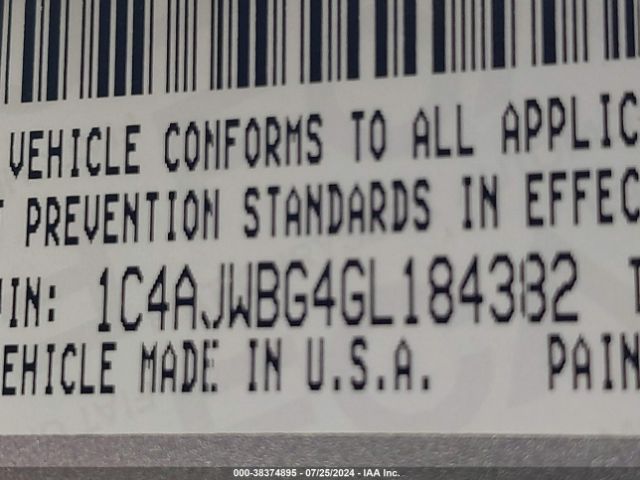 VEHICLE CONFORMS TO ALL APPLIC
T PREVENTION STANDARDS IN EFFEC
VIN: 1C4AJWBG4GL184382 T
EHICLE MADE IN U.S.A. PAIN
000-38374895 - 07/25/2024 - IAA Inc.